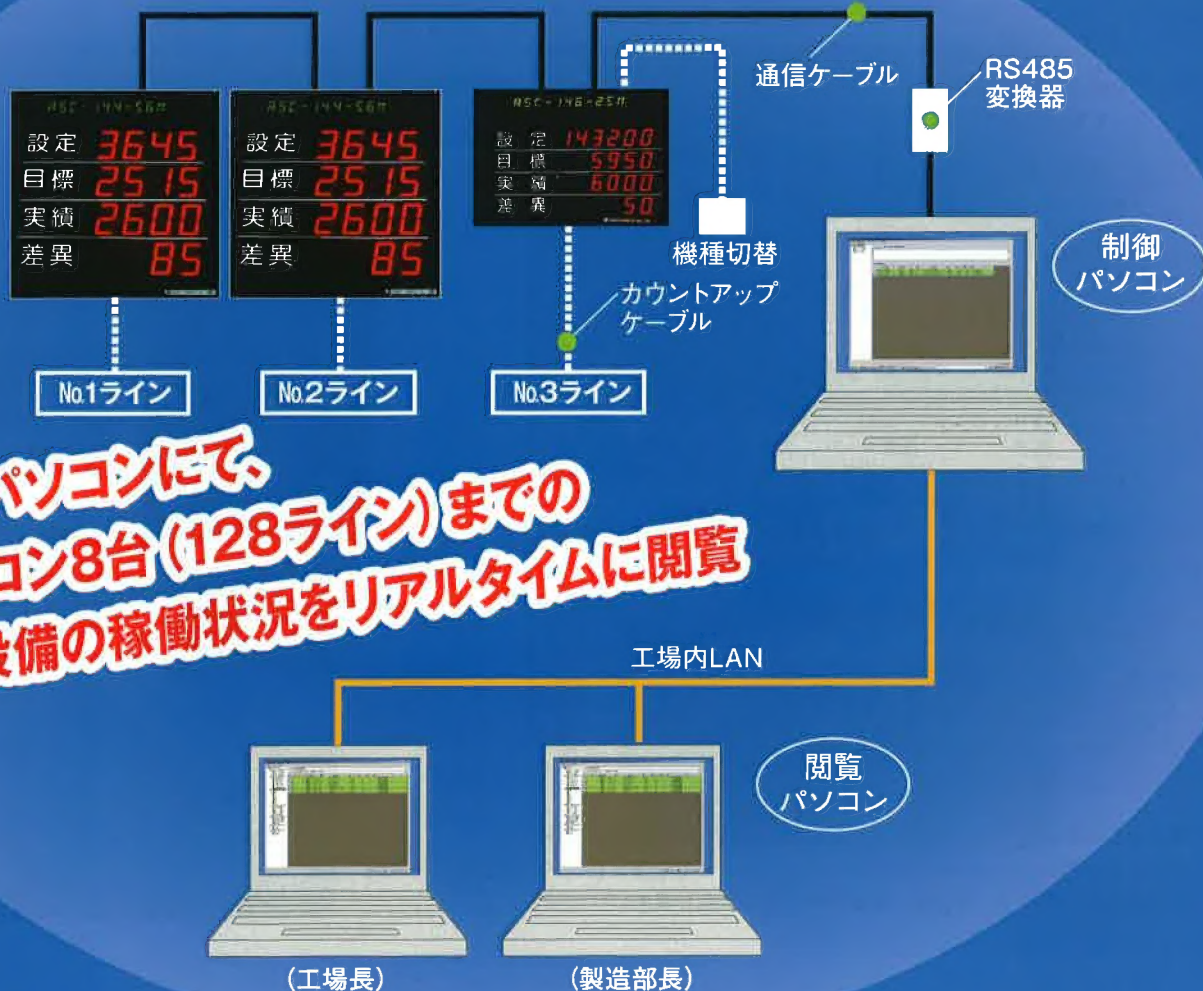 通信ケーブル
RS485
変換器
ASC-144-56M
設定 3645
目標 2515
実績 2600
差異 85
ASC-144-56M
設定 3645
目標 2515
実績 2600
差異 85
ASC-146-25M
設定 143200
目標 5950
実績 6000
差異 50
機種切替
カウントアップ
ケーブル
制御
パソコン
No.1ライン
No.2ライン
No.3ライン
パソコンにて、
コン8台(128ライン)までの
設備の稼働状況をリアルタイムに閲覧
工場内LAN
閲覧
パソコン
(工場長)
(製造部長)